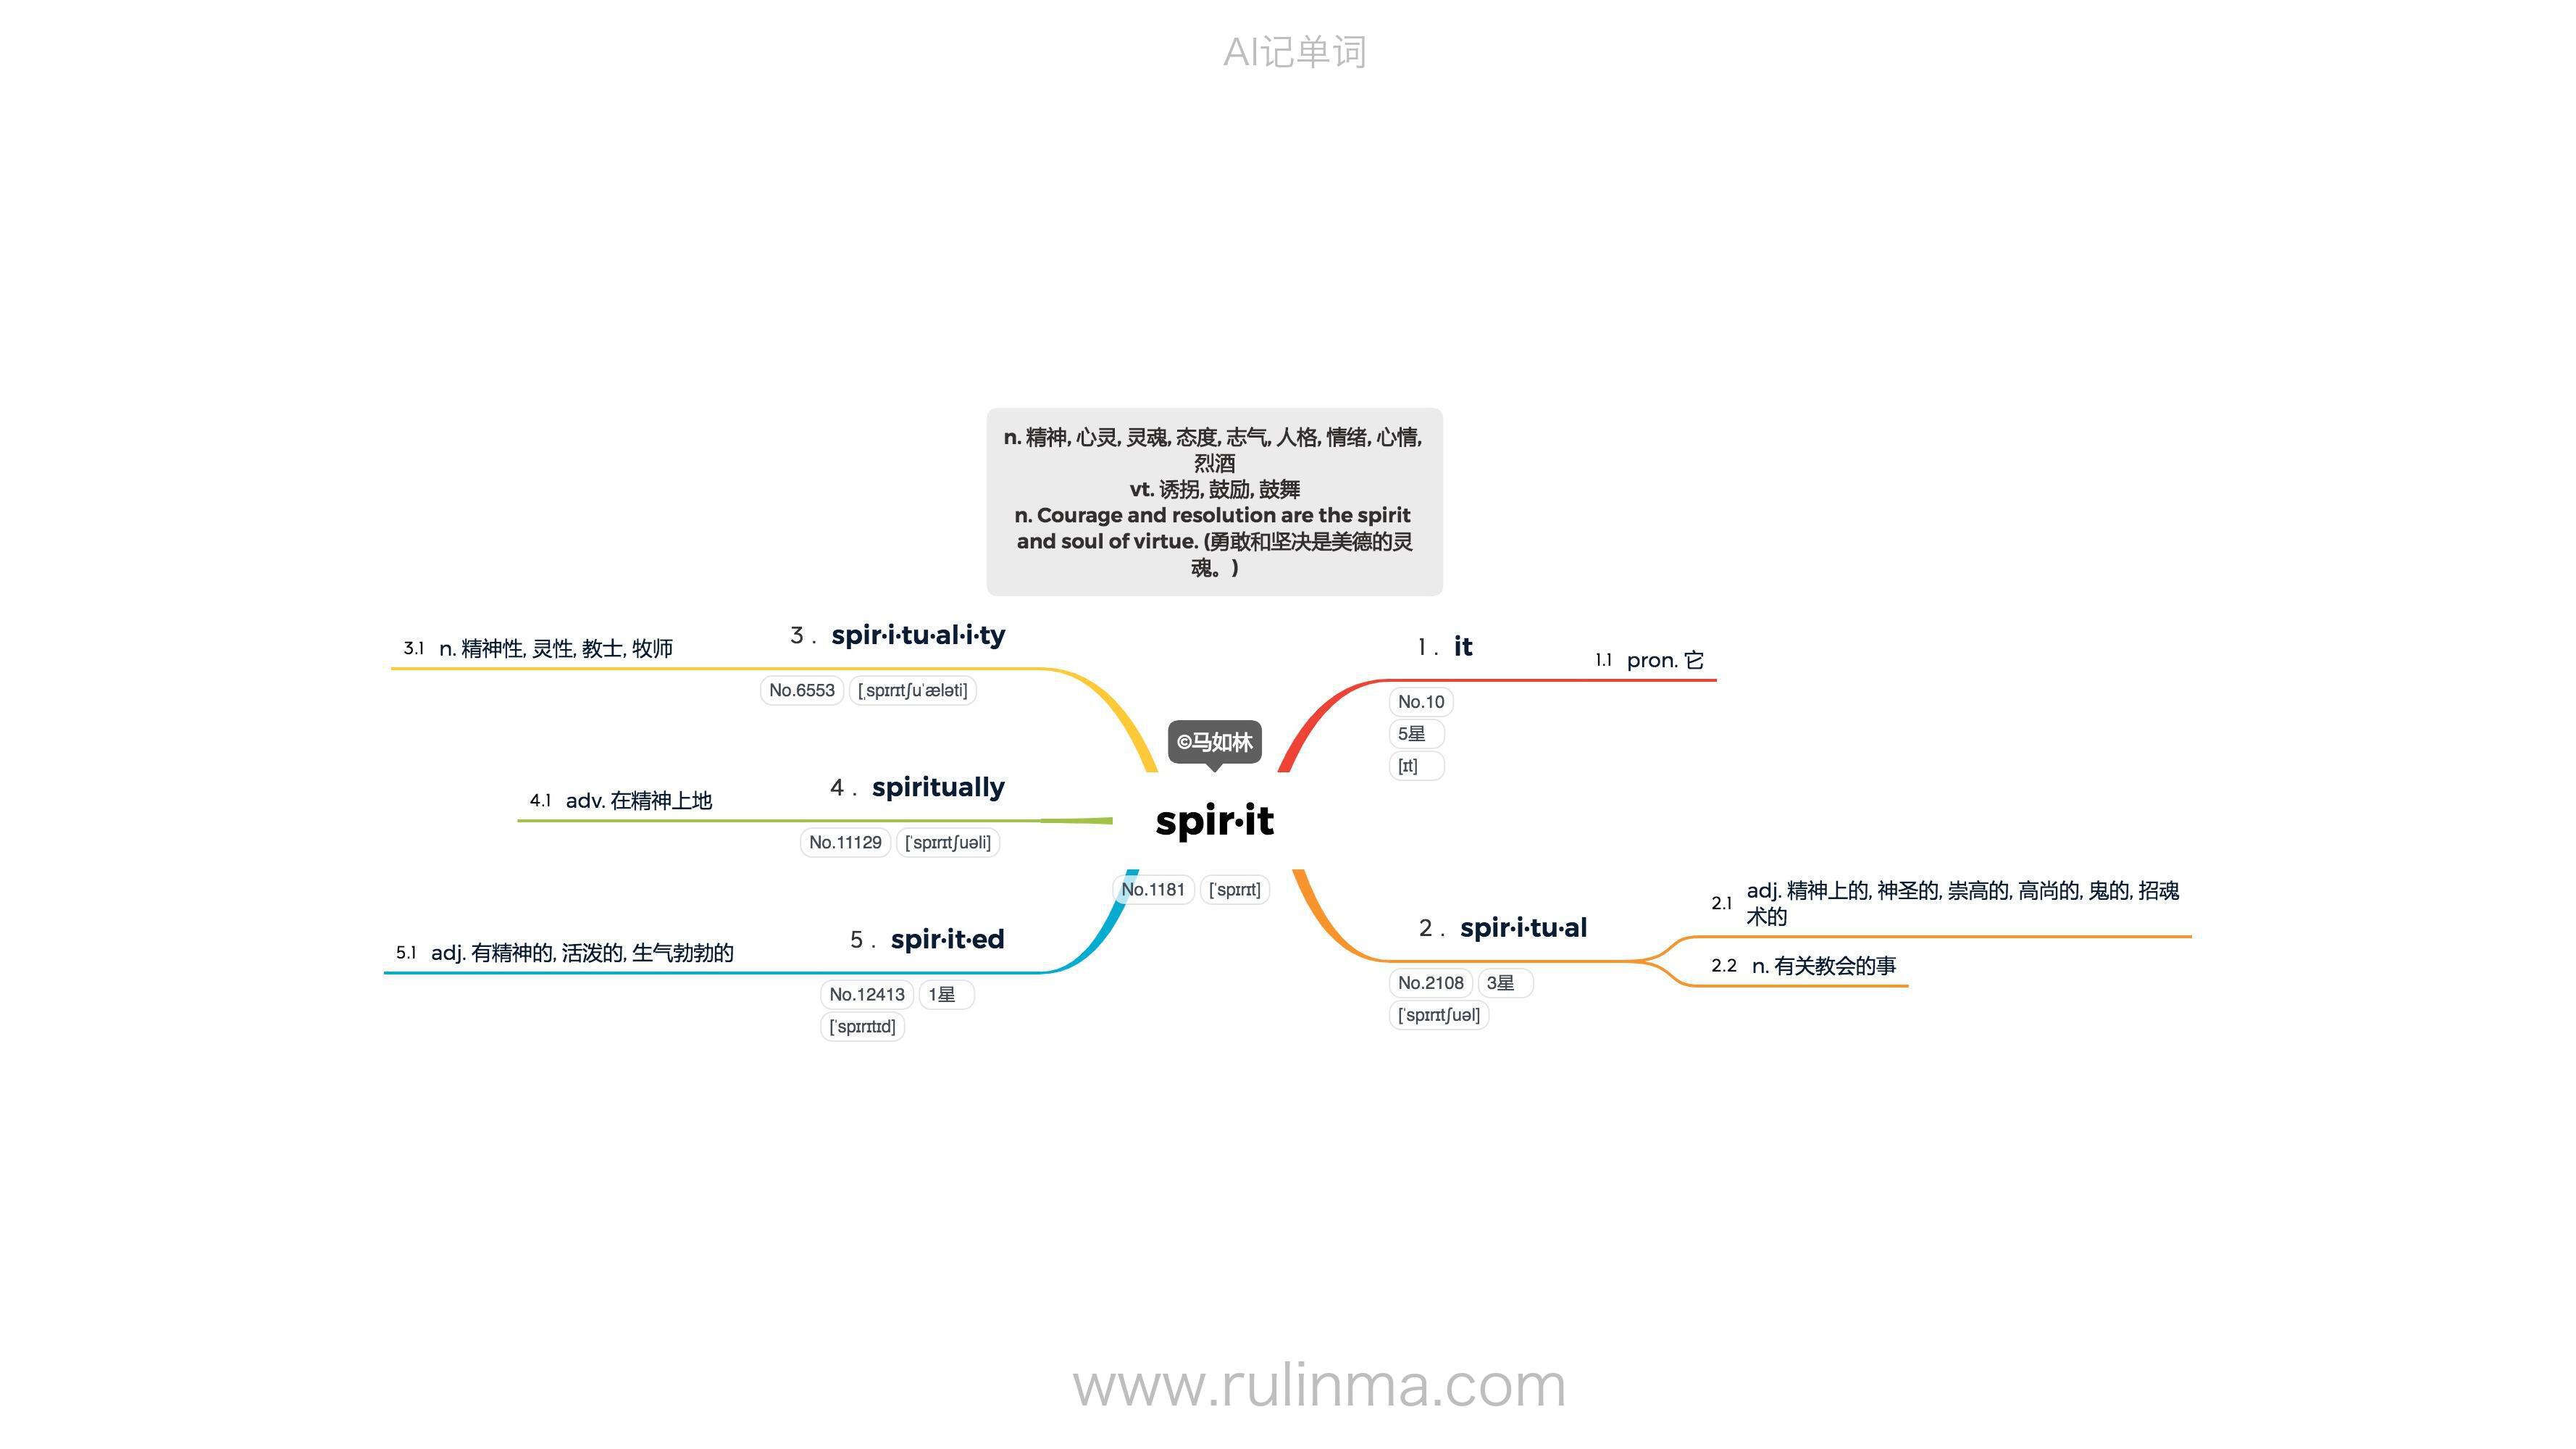 AI记单词
n. 精神, 心灵, 灵魂, 态度, 志气, 人格, 情绪, 心情,
烈酒
vt. 诱拐, 鼓励, 鼓舞
n. Courage and resolution are the spirit
and soul of virtue. (勇敢和坚决是美德的灵
魂。)
©马如林
spir·it
No.1181 [ˈspɪrɪt]
1 . it
No.10
5星
[ɪt]
1.1 pron. 它
2 . spir·i·tu·al
No.2108 3星
[ˈspɪrɪtʃuəl]
2.1 adj. 精神上的, 神圣的, 崇高的, 高尚的, 鬼的, 招魂
术的
2.2 n. 有关教会的事
3 . spir·i·tu·al·i·ty
No.6553 [ˌspɪrɪtʃuˈæləti]
3.1 n. 精神性, 灵性, 教士, 牧师
4 . spiritually
No.11129 [ˈspɪrɪtʃuəli]
4.1 adv. 在精神上地
5 . spir·it·ed
No.12413 1星
[ˈspɪrɪtɪd]
5.1 adj. 有精神的, 活泼的, 生气勃勃的
www.rulinma.com